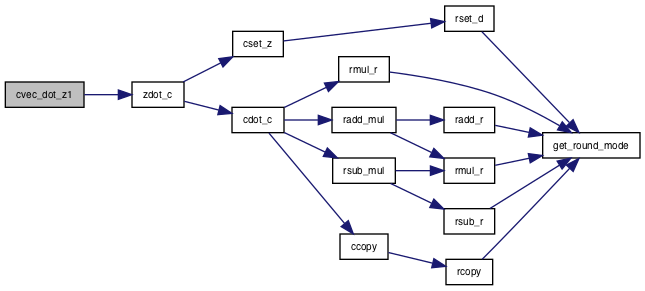 cvec_dot_z1
zdot_c
cset_z
cdot_c
rset_d
rmul_r
radd_mul
rsub_mul
ccopy
radd_r
rmul_r
rsub_r
rcopy
get_round_mode